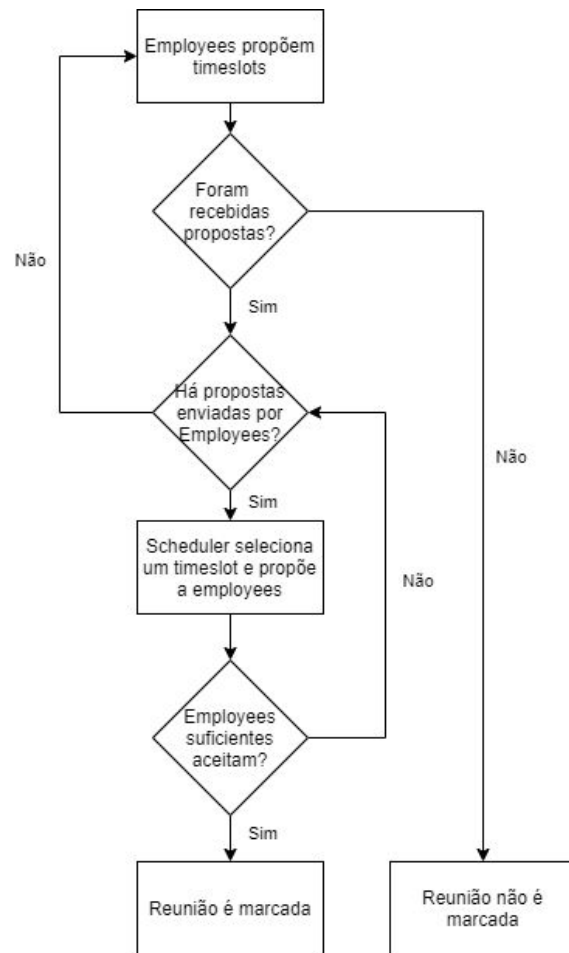 Employees propõem
timeslots
Foram
recebidas
propostas?
Não
Sim
Há propostas
enviadas por
Employees?
Não
Sim
Scheduler seleciona
um timeslot e propõe
a employees
Não
Employees
suficientes
aceitam?
Sim
Reunião é marcada
Reunião não é
marcada